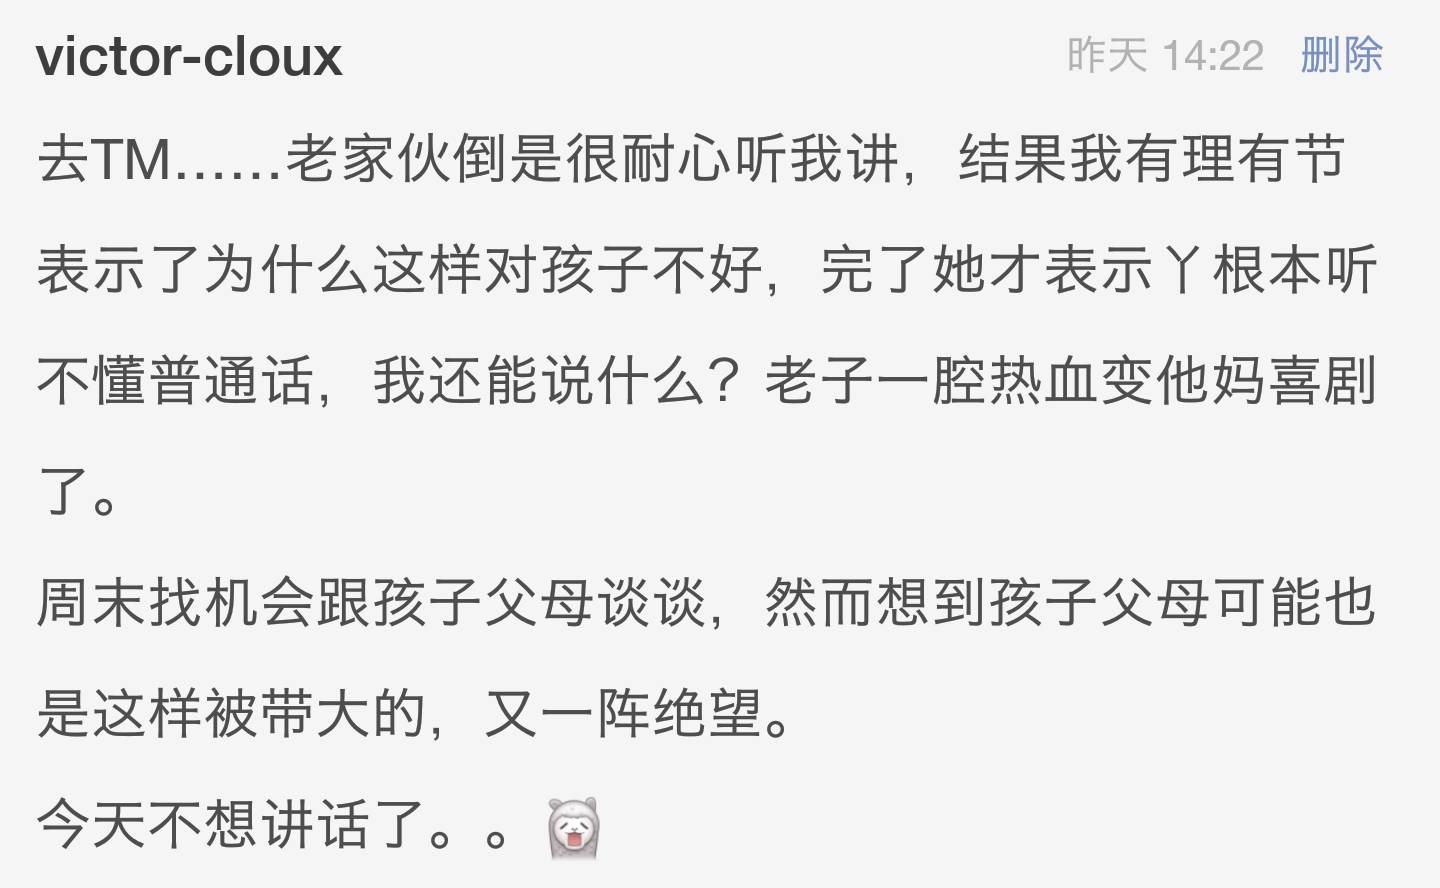 victor-cloux
昨天 14:22 删除
去TM……老家伙倒是很耐心听我讲，结果我有理有节
表示了为什么这样对孩子不好，完了她才表示丫根本听
不懂普通话，我还能说什么？老子一腔热血变他妈喜剧
了。
周末找机会跟孩子父母谈谈，然而想到孩子父母可能也
是这样被带大的，又一阵绝望。
今天不想讲话了。。